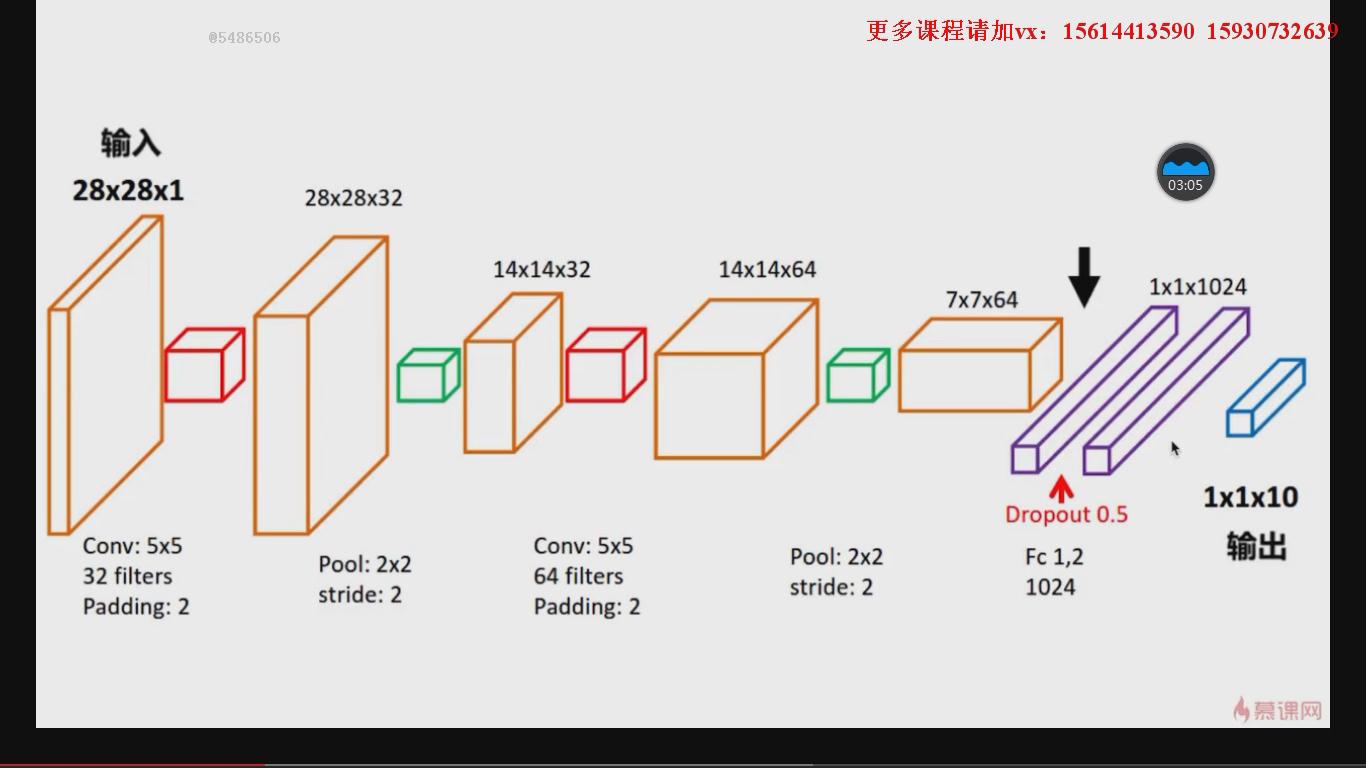 @5486506
更多课程请加vx：15614413590 15930732639
输入
28x28x1
28x28x32
14x14x32
14x14x64
7x7x64
1x1x1024
03:05
Conv: 5x5
32 filters
Padding: 2
Pool: 2x2
stride: 2
Conv: 5x5
64 filters
Padding: 2
Pool: 2x2
stride: 2
Dropout 0.5
Fc 1,2
1024
1x1x10
输出
慕课网